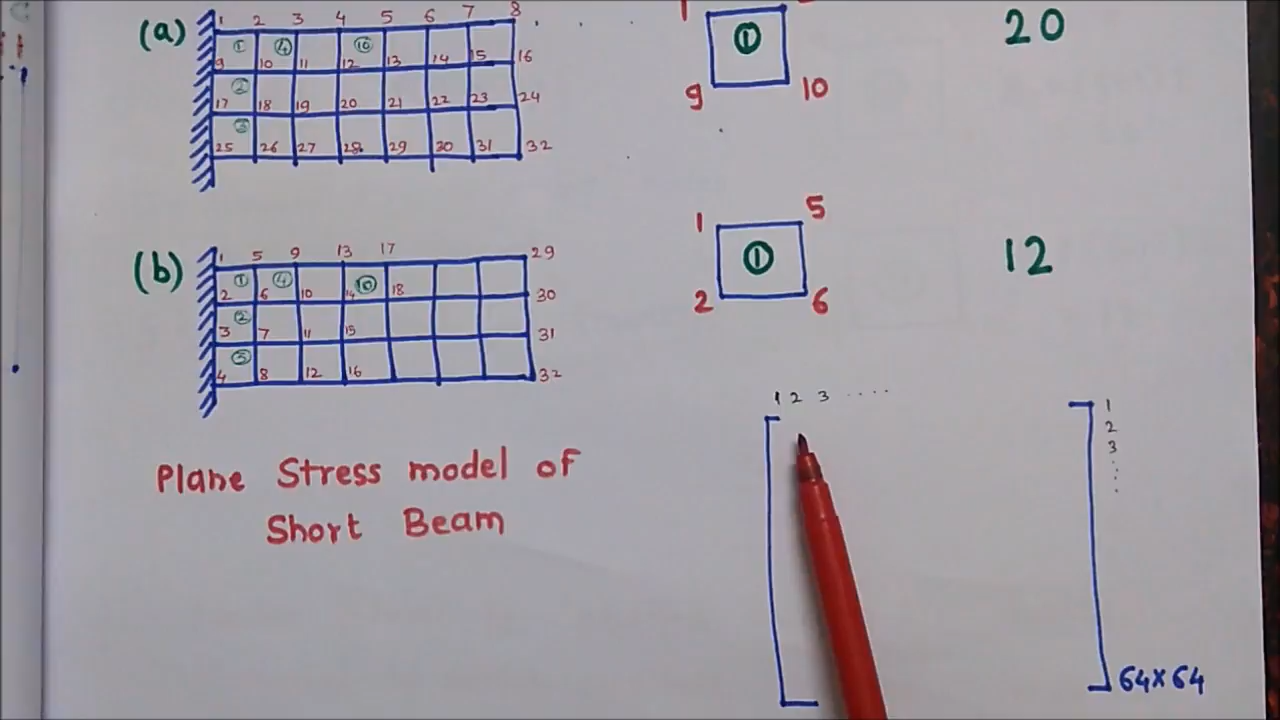 (a) 1 2 3 4 5 6 7 8
① ④ ⑩
9 10 11 12 13 14 15 16
②
17 18 19 20 21 22 23 24
③
25 26 27 28 29 30 31 32
①
9 10
20
(b) 1 5 9 13 17 29
① ④ ⑩
2 6 10 14 18 30
②
3 7 11 15 31
③
4 8 12 16 32
1 5
①
2 6
12
Plane Stress model of
Short Beam
1 2 3 .....
1
2
3
64×64